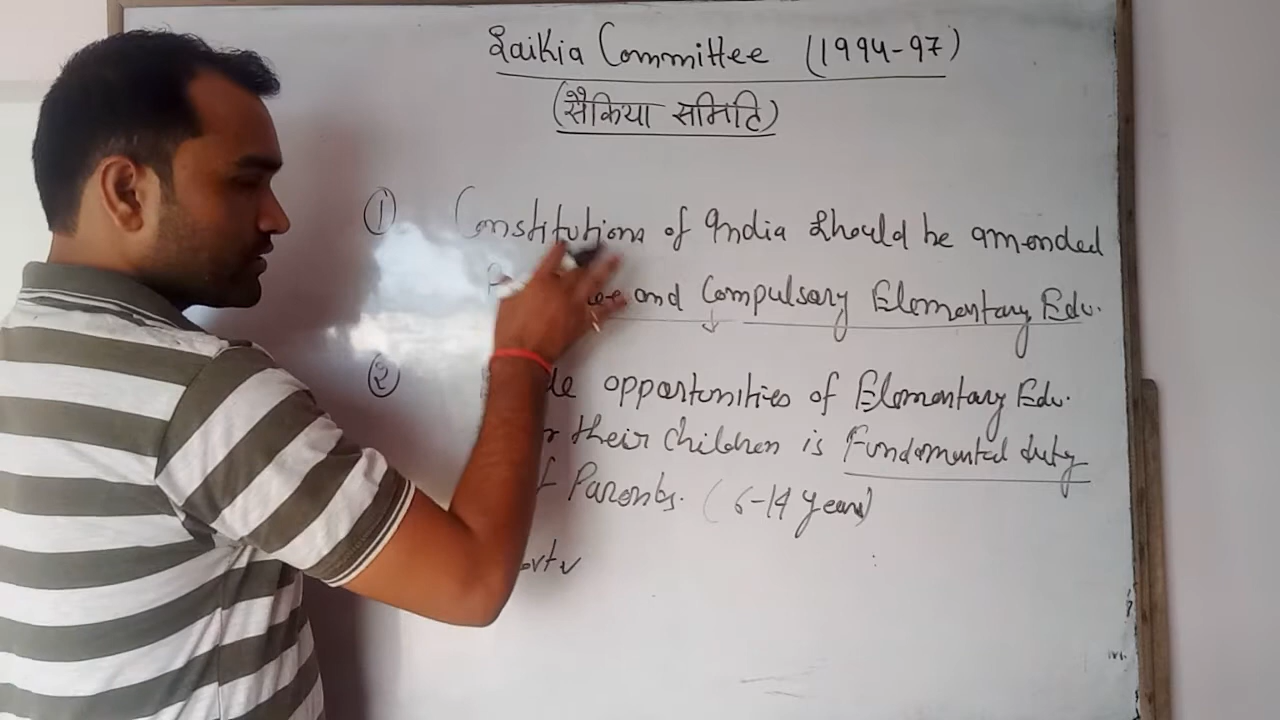 Saikia Committee (1994-97)
(सैकिया समिति)
① Constitutions of India should be amended
and Compulsary Elementary Edu.
② opportunities of Elementary Edu.
their children is Fundamental duty
Parents. (6-14 years)